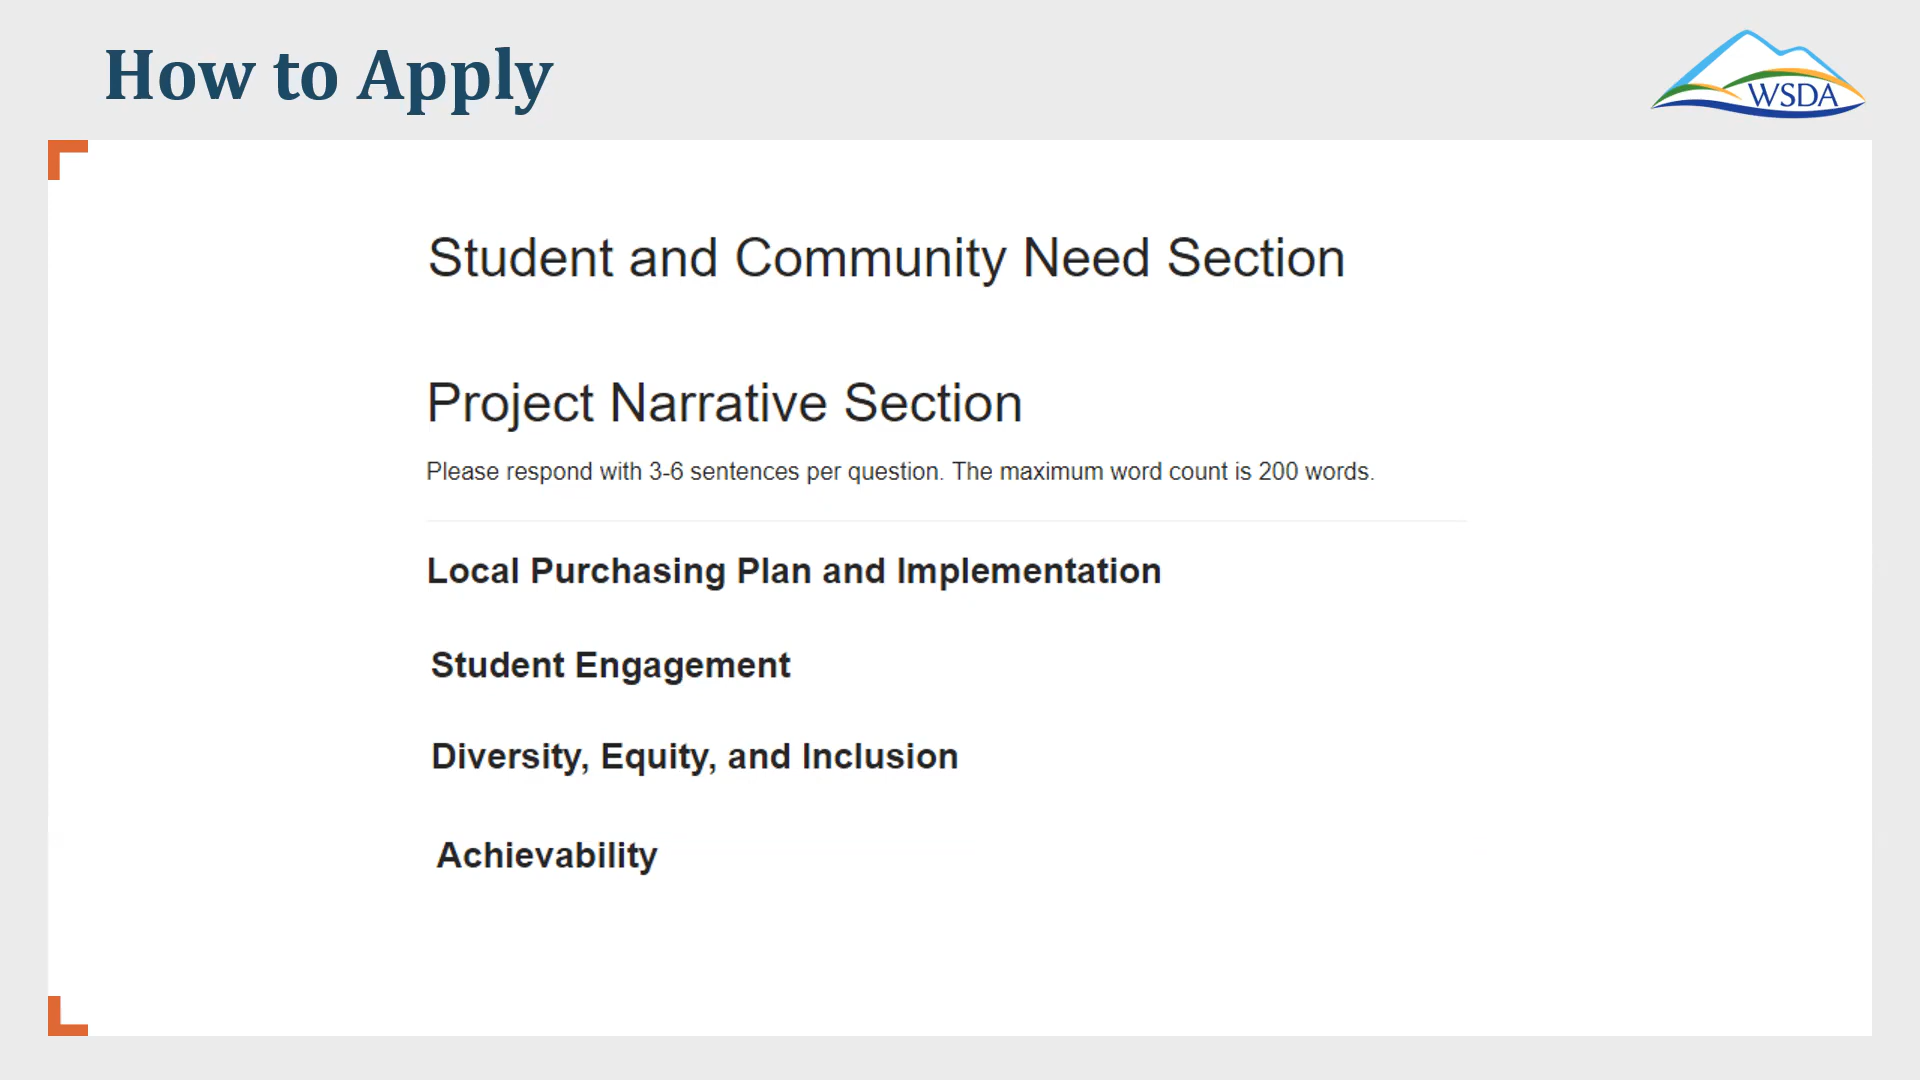 How to Apply
WSDA
Student and Community Need Section
Project Narrative Section
Please respond with 3-6 sentences per question. The maximum word count is 200 words.
Local Purchasing Plan and Implementation
Student Engagement
Diversity, Equity, and Inclusion
Achievability